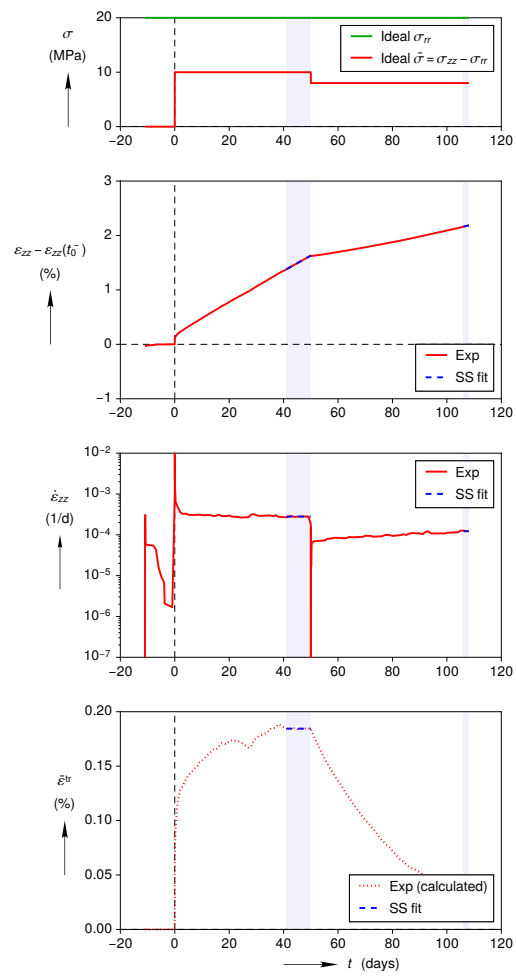 σ
(MPa)
20
10
0
Ideal σrr
Ideal σ̄ = σzz − σrr
−20 0 20 40 60 80 100 120
εzz − εzz(t0−)
(%)
3
2
1
0
−1
Exp
SS fit
−20 0 20 40 60 80 100 120
ε̇zz
(1/d)
10−2
10−3
10−4
10−5
10−6
10−7
Exp
SS fit
−20 0 20 40 60 80 100 120
ε̄tr
(%)
0.20
0.15
0.10
0.05
0.00
Exp (calculated)
SS fit
−20 0 20 40 60 80 100 120
t (days)